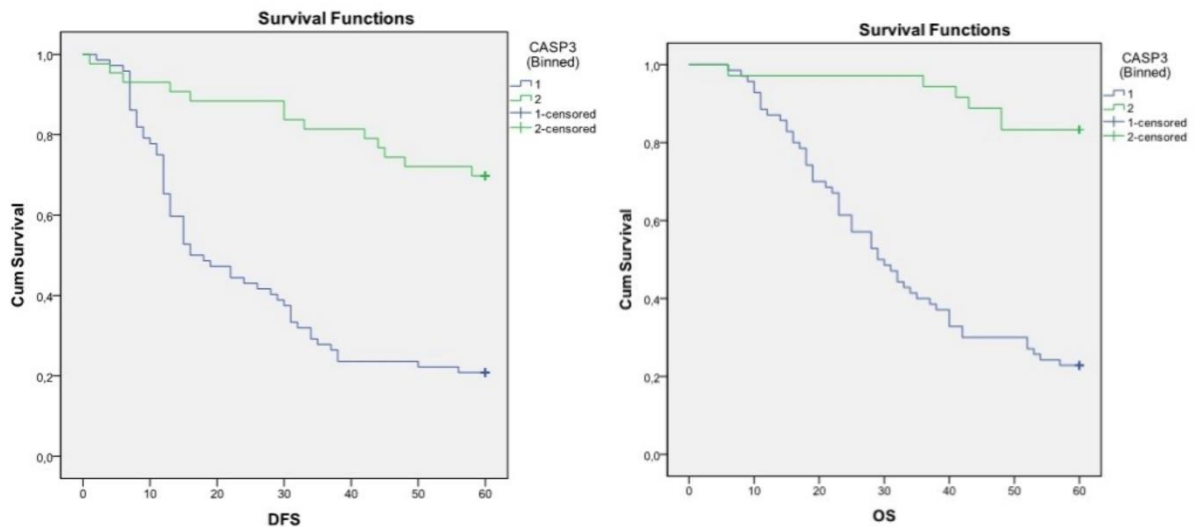 Survival Functions
CASP3
(Binned)
1
2
1-censored
2-censored
1,0
0,8
0,6
0,4
0,2
0,0
Cum Survival
0 10 20 30 40 50 60
DFS
Survival Functions
CASP3
(Binned)
1
2
1-censored
2-censored
1,0
0,8
0,6
0,4
0,2
0,0
Cum Survival
0 10 20 30 40 50 60
OS